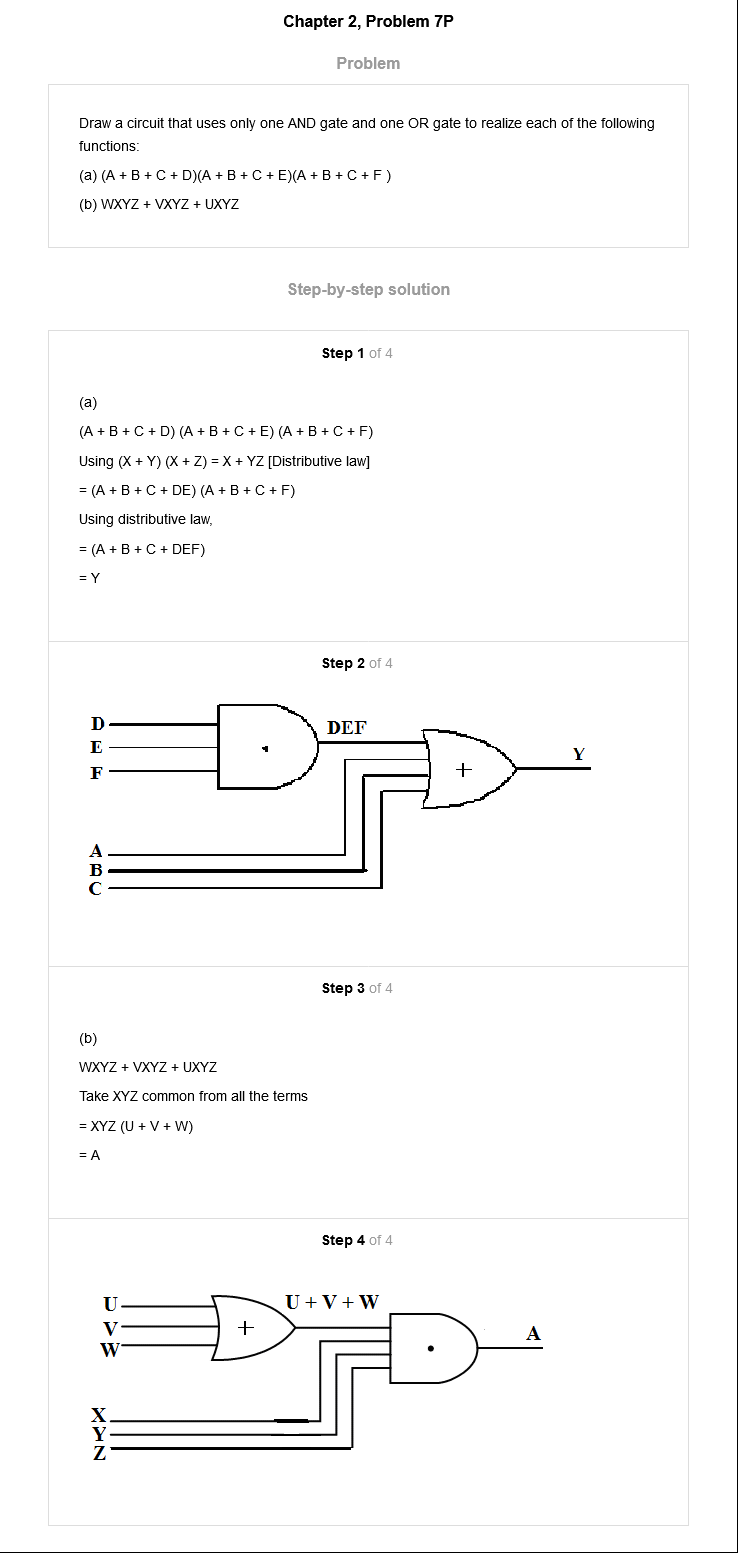 Chapter 2, Problem 7P
Problem
Draw a circuit that uses only one AND gate and one OR gate to realize each of the following
functions:
(a) (A + B + C + D)(A + B + C + E)(A + B + C + F )
(b) WXYZ + VXYZ + UXYZ
Step-by-step solution
Step 1 of 4
(a)
(A + B + C + D) (A + B + C + E) (A + B + C + F)
Using (X + Y) (X + Z) = X + YZ [Distributive law]
= (A + B + C + DE) (A + B + C + F)
Using distributive law,
= (A + B + C + DEF)
= Y
Step 2 of 4
D
E
F
DEF
+
Y
A
B
C
Step 3 of 4
(b)
WXYZ + VXYZ + UXYZ
Take XYZ common from all the terms
= XYZ (U + V + W)
= A
Step 4 of 4
U
V
W
+
U + V + W
A
X
Y
Z